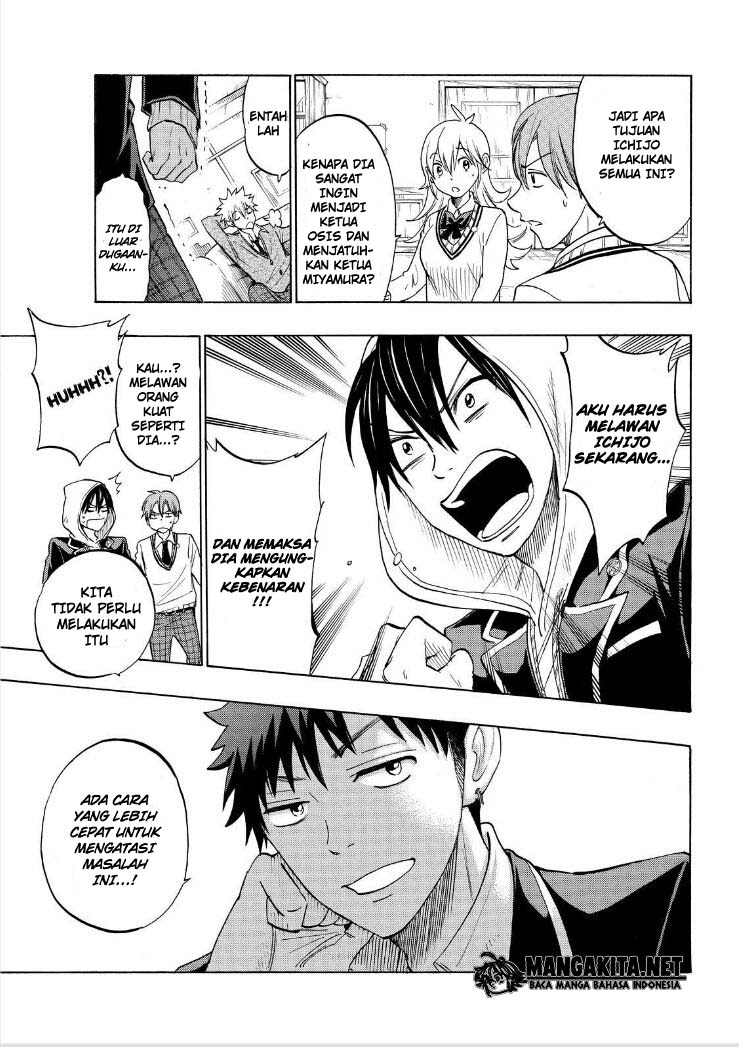 JADI APA
TUJUAN
ICHIJO
MELAKUKAN
SEMUA INI?
KENAPA DIA
SANGAT
INGIN
MENJADI
KETUA
OSIS DAN
MENJATUH-
KAN KETUA
MIYAMURA?
ENTAH
LAH
ITU DI
LUAR
DUGAAN-
KU...
AKU HARUS
MELAWAN
ICHIJO
SEKARANG...
DAN MEMAKSA
DIA MENGUNG-
KAPKAN
KEBENARAN
!!!
KAU...?
MELAWAN
ORANG
KUAT
SEPERTI
DIA...?
HUHHH?!
KITA
TIDAK PERLU
MELAKUKAN
ITU
ADA CARA
YANG LEBIH
CEPAT UNTUK
MENGATASI
MASALAH
INI...!
MANGAKITA.NET
BACA MANGA BAHASA INDONESIA